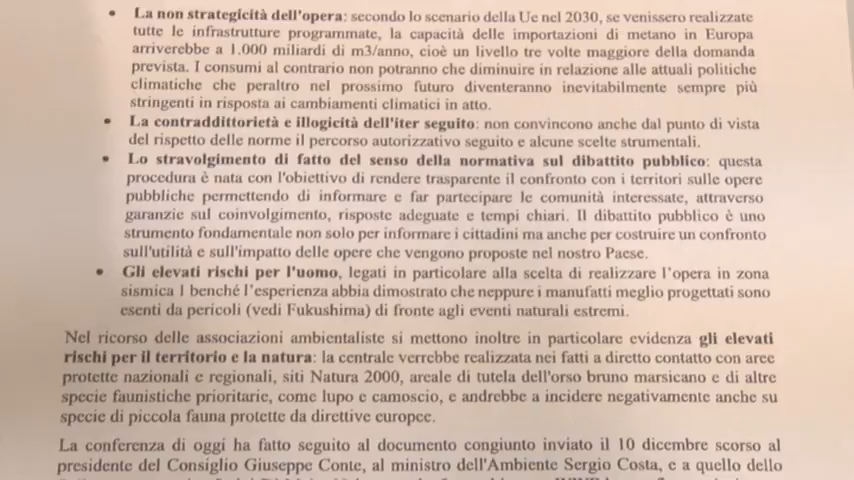 • La non strategicità dell'opera: secondo lo scenario della Ue nel 2030, se venissero realizzate
tutte le infrastrutture programmate, la capacità delle importazioni di metano in Europa
arriverebbe a 1.000 miliardi di m3/anno, cioè un livello tre volte maggiore della domanda
prevista. I consumi al contrario non potranno che diminuire in relazione alle attuali politiche
climatiche che peraltro nel prossimo futuro diventeranno inevitabilmente sempre più
stringenti in risposta ai cambiamenti climatici in atto.
• La contraddittorietà e illogicità dell'iter seguito: non convincono anche dal punto di vista
del rispetto delle norme il percorso autorizzativo seguito e alcune scelte strumentali.
• Lo stravolgimento di fatto del senso della normativa sul dibattito pubblico: questa
procedura è nata con l'obiettivo di rendere trasparente il confronto con i territori sulle opere
pubbliche permettendo di informare e far partecipare le comunità interessate, attraverso
garanzie sul coinvolgimento, risposte adeguate e tempi chiari. Il dibattito pubblico è uno
strumento fondamentale non solo per informare i cittadini ma anche per costruire un confronto
sull'utilità e sull'impatto delle opere che vengono proposte nel nostro Paese.
• Gli elevati rischi per l'uomo, legati in particolare alla scelta di realizzare l'opera in zona
sismica 1 benché l'esperienza abbia dimostrato che neppure i manufatti meglio progettati sono
esenti da pericoli (vedi Fukushima) di fronte agli eventi naturali estremi.
Nel ricorso delle associazioni ambientaliste si mettono inoltre in particolare evidenza gli elevati
rischi per il territorio e la natura: la centrale verrebbe realizzata nei fatti a diretto contatto con aree
protette nazionali e regionali, siti Natura 2000, areale di tutela dell'orso bruno marsicano e di altre
specie faunistiche prioritarie, come lupo e camoscio, e andrebbe a incidere negativamente anche su
specie di piccola fauna protette da direttive europee.
La conferenza di oggi ha fatto seguito al documento congiunto inviato il 10 dicembre scorso al
presidente del Consiglio Giuseppe Conte, al ministro dell'Ambiente Sergio Costa, e a quello dello